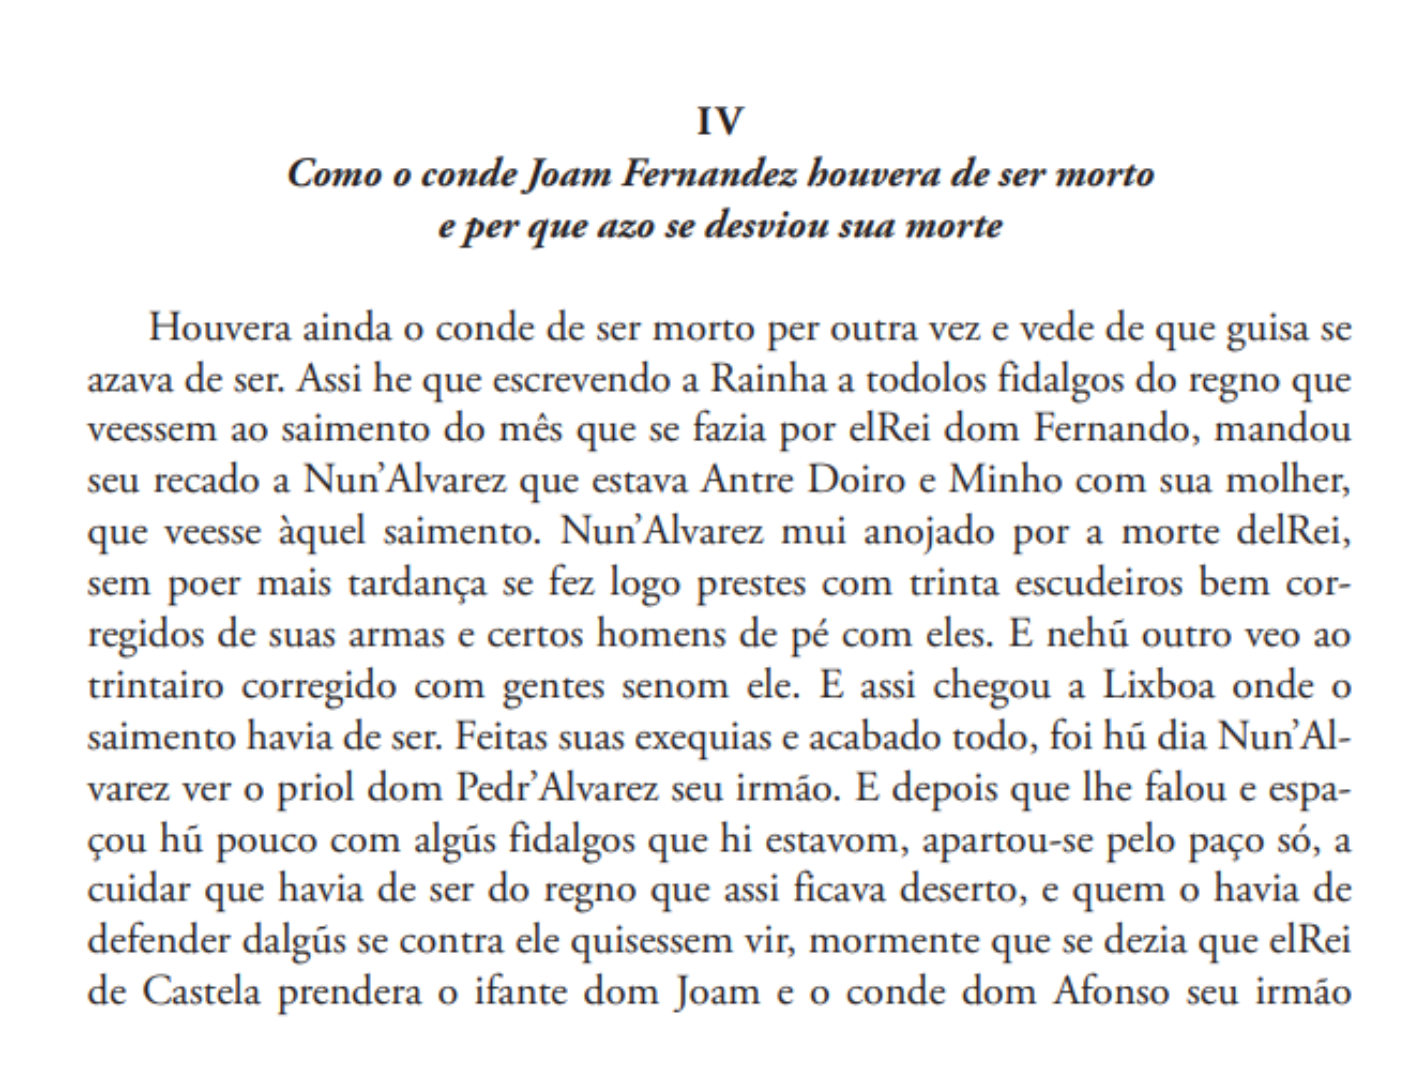 IV
Como o conde Joam Fernandez houvera de ser morto
e per que azo se desviou sua morte
Houvera ainda o conde de ser morto per outra vez e vede de que guisa se
azava de ser. Assi he que escrevendo a Rainha a todolos fidalgos do regno que
veessem ao saimento do mês que se fazia por elRei dom Fernando, mandou
seu recado a Nun’Alvarez que estava Antre Doiro e Minho com sua molher,
que veesse àquel saimento. Nun’Alvarez mui anojado por a morte delRei,
sem poer mais tardança se fez logo prestes com trinta escudeiros bem cor-
regidos de suas armas e certos homens de pé com eles. E nehũ outro veo ao
trintairo corregido com gentes senom ele. E assi chegou a Lixboa onde o
saimento havia de ser. Feitas suas exequias e acabado todo, foi hũ dia Nun’Al-
varez ver o priol dom Pedr’Alvarez seu irmão. E depois que lhe falou e espa-
çou hũ pouco com algũs fidalgos que hi estavom, apartou-se pelo paço só, a
cuidar que havia de ser do regno que assi ficava deserto, e quem o havia de
defender dalgũs se contra ele quisessem vir, mormente que se dezia que elRei
de Castela prendera o ifante dom Joam e o conde dom Afonso seu irmão